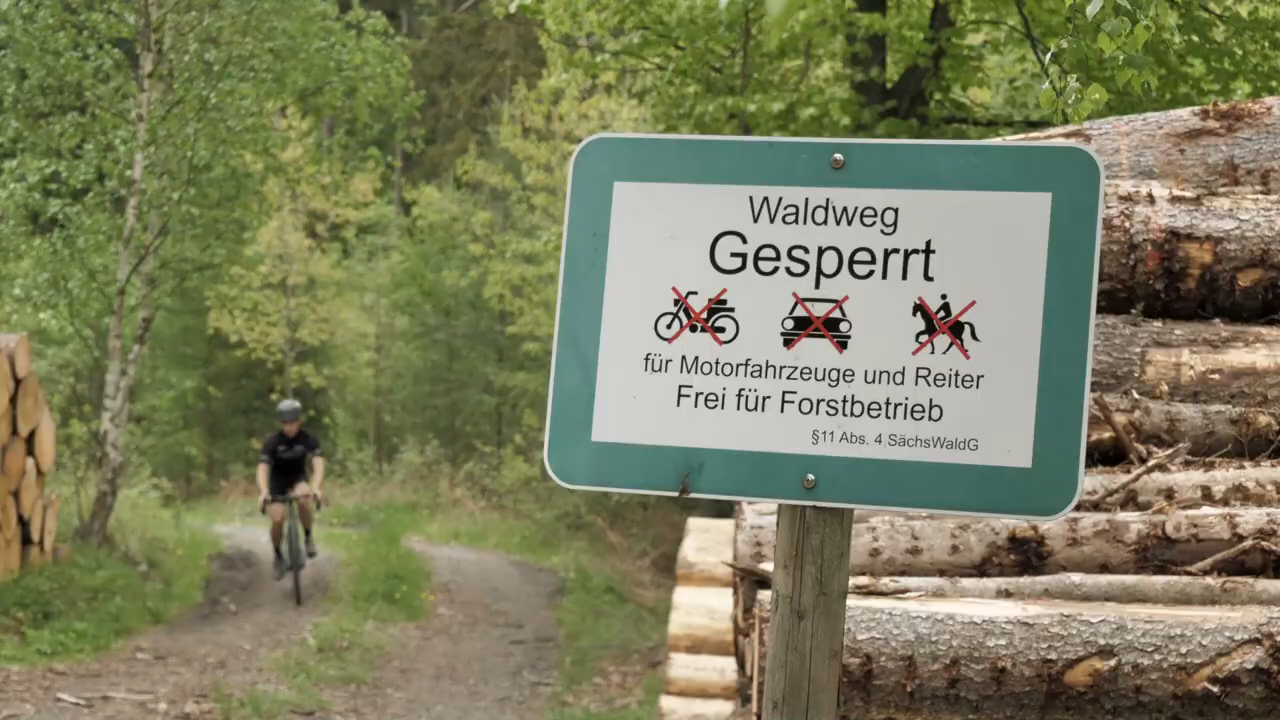 Waldweg
Gesperrt
für Motorfahrzeuge und Reiter
Frei für Forstbetrieb
§11 Abs. 4 SächsWaldG